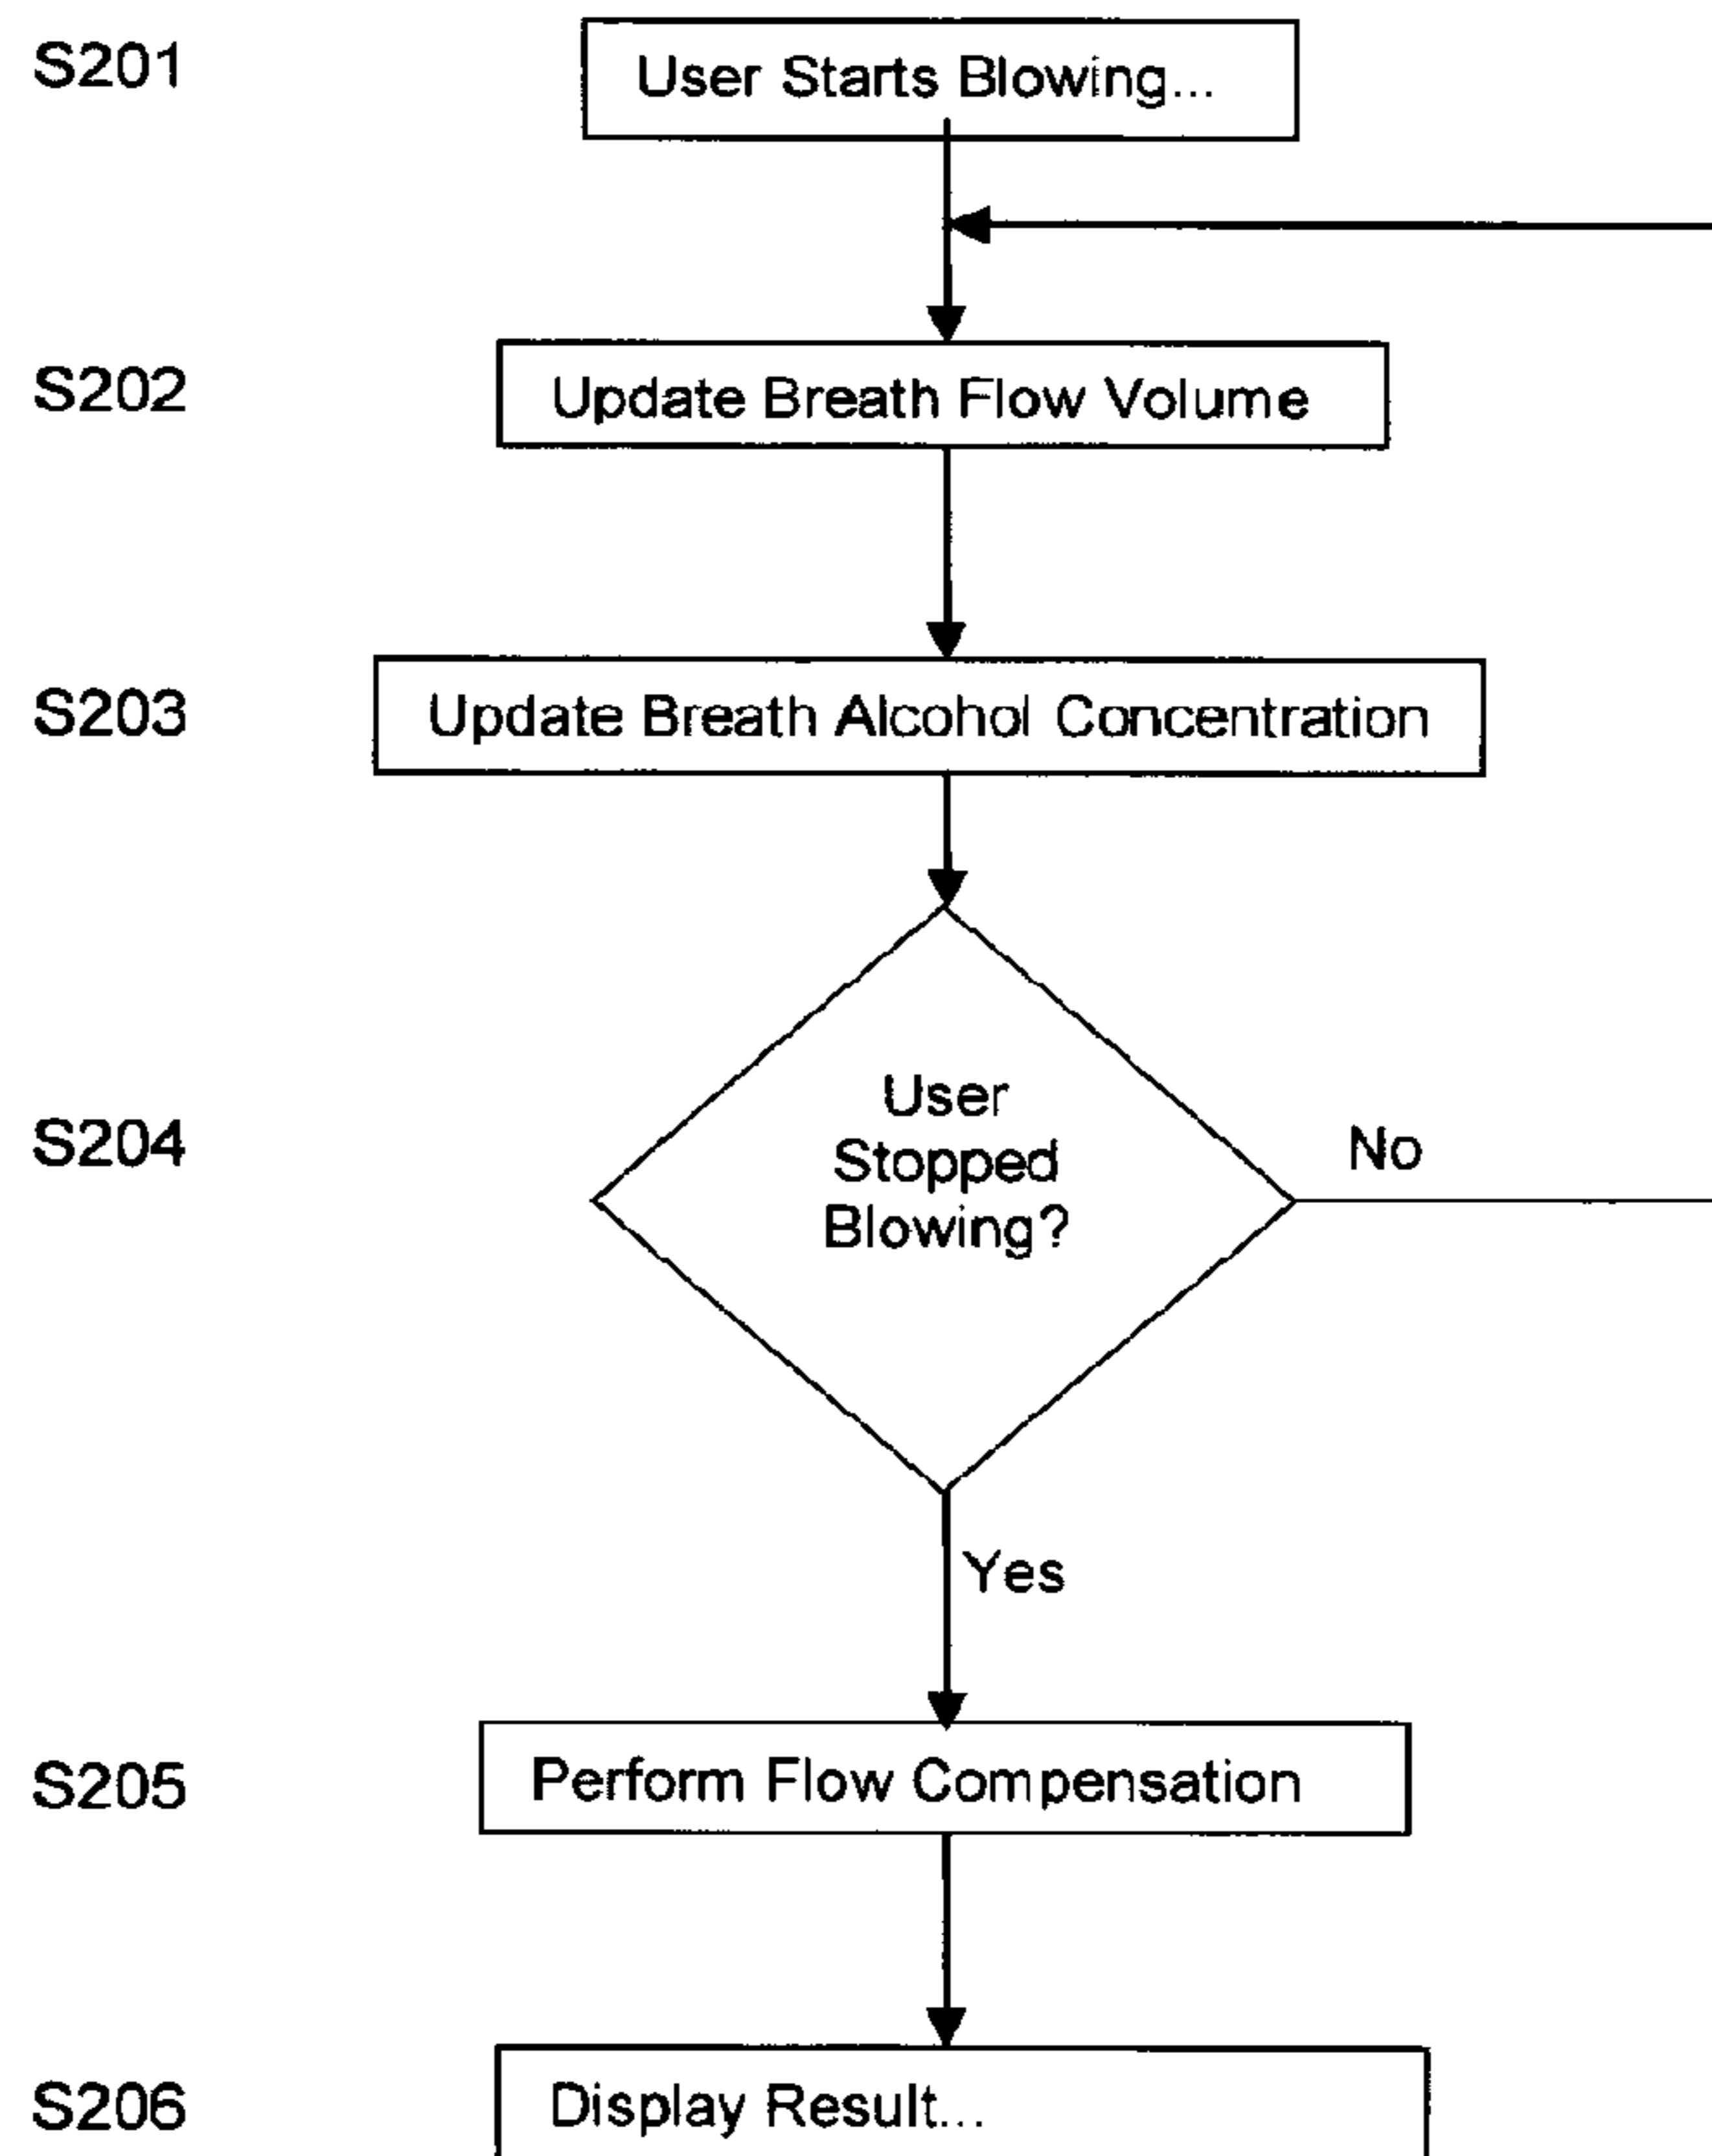 S201
User Starts Blowing...
S202
Update Breath Flow Volume
S203
Update Breath Alcohol Concentration
S204
User
Stopped
Blowing?
No
Yes
S205
Perform Flow Compensation
S206
Display Result...